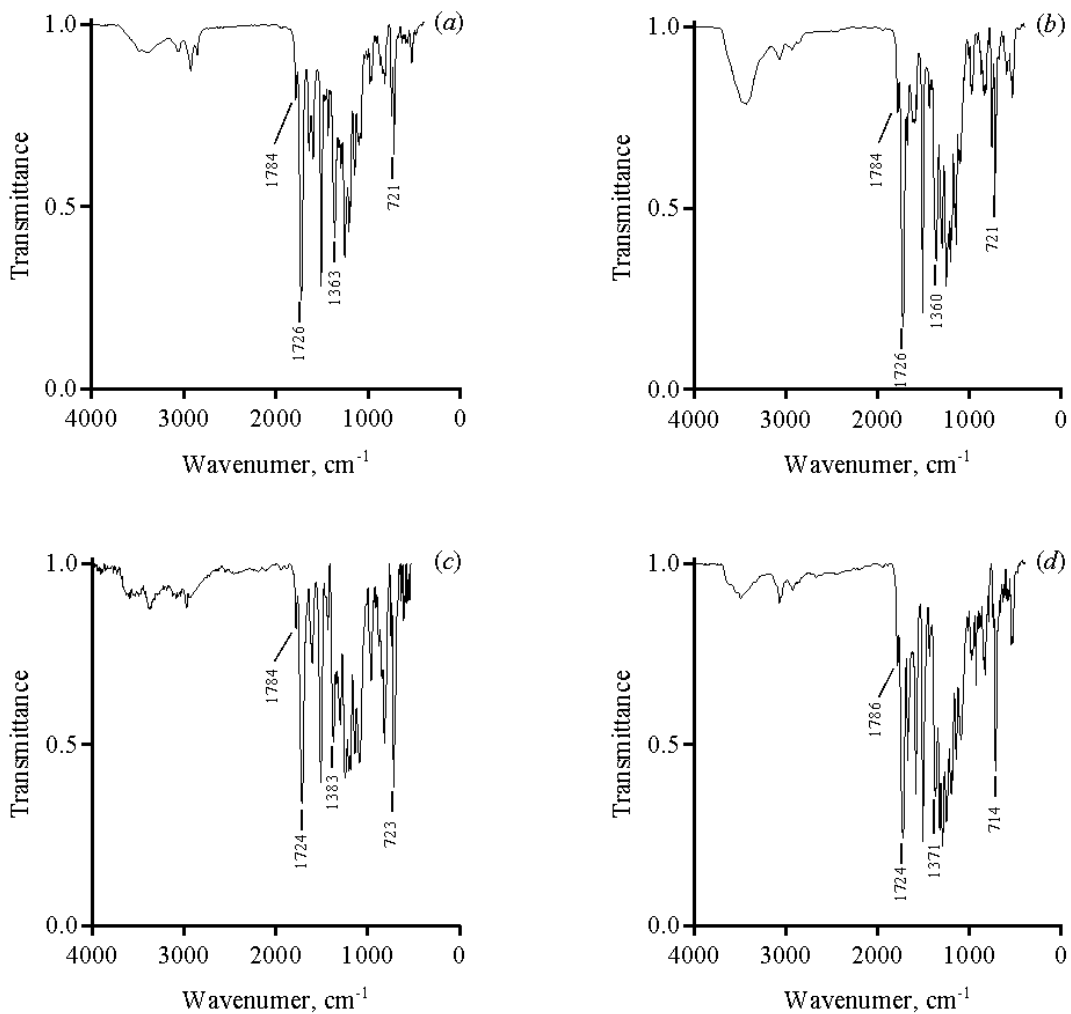 (a)
1.0
0.5
0.0
Transmittance
1784
1726
1363
721
4000 3000 2000 1000 0
Wavenumer, cm-1
(b)
1.0
0.5
0.0
Transmittance
1784
1726
1360
721
4000 3000 2000 1000 0
Wavenumer, cm-1
(c)
1.0
0.5
0.0
Transmittance
1784
1724
1383
723
4000 3000 2000 1000 0
Wavenumer, cm-1
(d)
1.0
0.5
0.0
Transmittance
1786
1724
1371
714
4000 3000 2000 1000 0
Wavenumer, cm-1